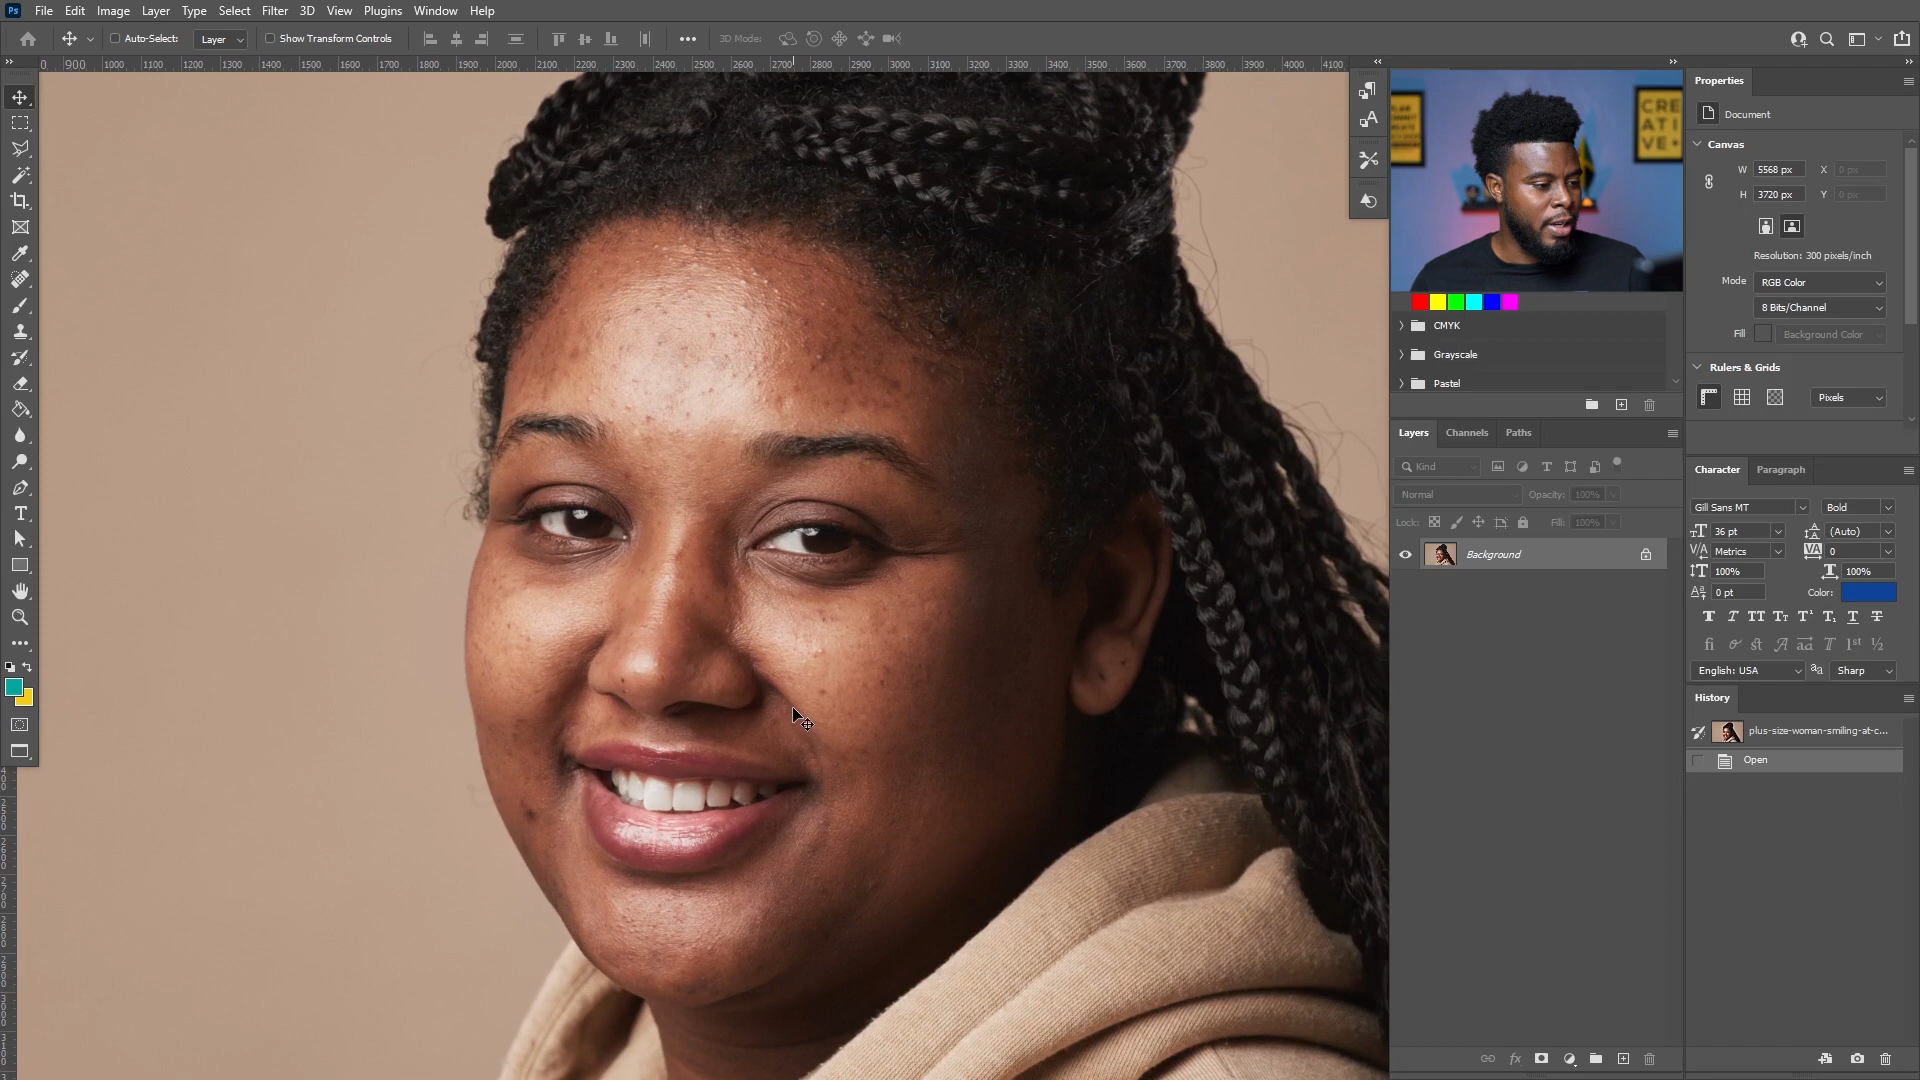 Ps File Edit Image Layer Type Select Filter 3D View Plugins Window Help
Auto-Select: Layer Show Transform Controls 3D Mode:
0 900 1000 1100 1200 1300 1400 1500 1600 1700 1800 1900 2000 2100 2200 2300 2400 2500 2600 2700 2800 2900 3000 3100 3200 3300 3400 3500 3600 3700 3800 3900 4000 4100
CRE
ATI
VE+
CMYK
Grayscale
Pastel
Layers Channels Paths
Kind
Normal Opacity: 100%
Lock: Fill: 100%
Background
Properties
Document
Canvas
W 5568 px X 0 px
H 3720 px Y 0 px
Resolution: 300 pixels/inch
Mode RGB Color
8 Bits/Channel
Fill Background Color
Rulers & Grids
Pixels
Character Paragraph
Gill Sans MT Bold
36 pt (Auto)
Metrics 0
100% 100%
0 pt Color:
English: USA aa Sharp
History
plus-size-woman-smiling-at-c...
Open